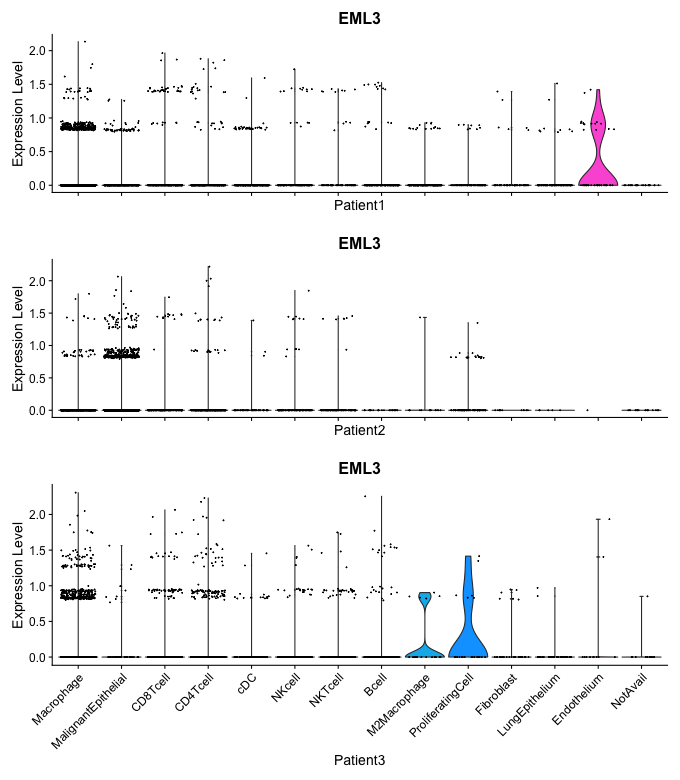 EML3
Expression Level
2.0
1.5
1.0
0.5
0.0
Patient1
EML3
Expression Level
2.0
1.5
1.0
0.5
0.0
Patient2
EML3
Expression Level
2.0
1.5
1.0
0.5
0.0
Macrophage
MalignantEpithelial
CD8Tcell
CD4Tcell
cDC
NKcell
NKTcell
Bcell
M2Macrophage
ProliferatingCell
Fibroblast
LungEpithelium
Endothelium
NotAvail
Patient3